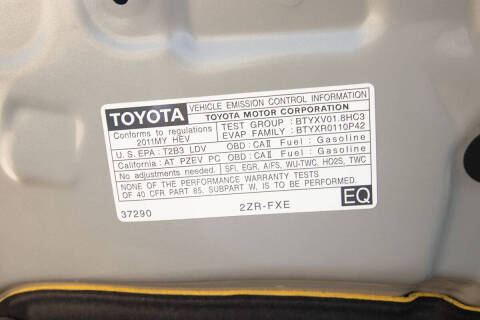 TOYOTA VEHICLE EMISSION CONTROL INFORMATION
TOYOTA MOTOR CORPORATION
Conforms to regulations
2011MY HEV
TEST GROUP : BTYXV01.8HC3
EVAP FAMILY : BTYXR0110P42
U.S. EPA : T2B3 LDV OBD : CAII Fuel : Gasoline
California : AT PZEV PC OBD : CAII Fuel : Gasoline
No adjustments needed. SFI, EGR, A/FS, WU-TWC, HO2S, TWC
NONE OF THE PERFORMANCE WARRANTY TESTS
OF 40 CFR PART 85, SUBPART W, IS TO BE PERFORMED.
37290 2ZR-FXE EQ